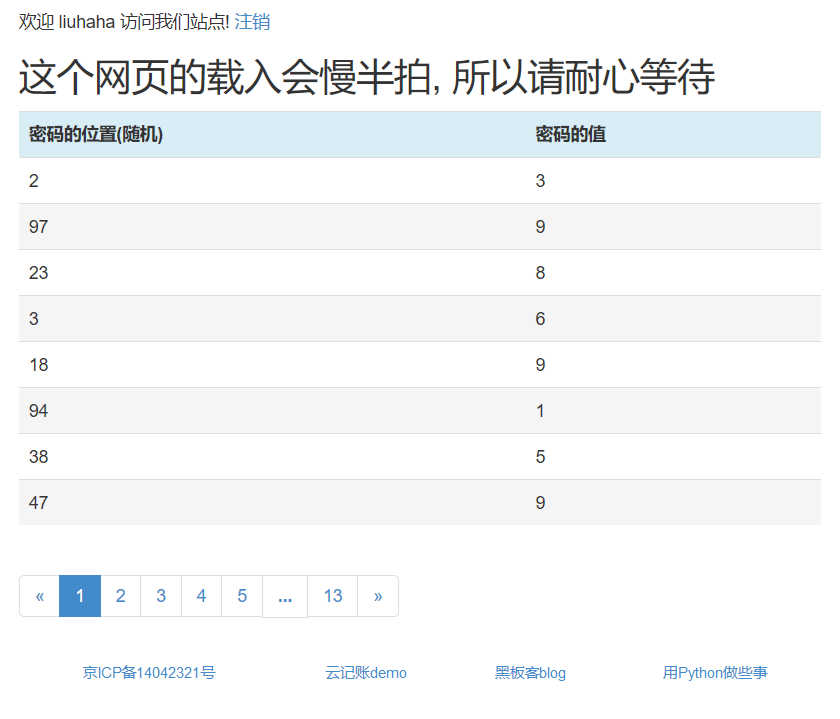 欢迎 liuhaha 访问我们站点! 注销
这个网页的载入会慢半拍, 所以请耐心等待
密码的位置(随机) 密码的值
2 3
97 9
23 8
3 6
18 9
94 1
38 5
47 9
« 1 2 3 4 5 ... 13 »
京ICP备14042321号 云记账demo 黑板客blog 用Python做些事